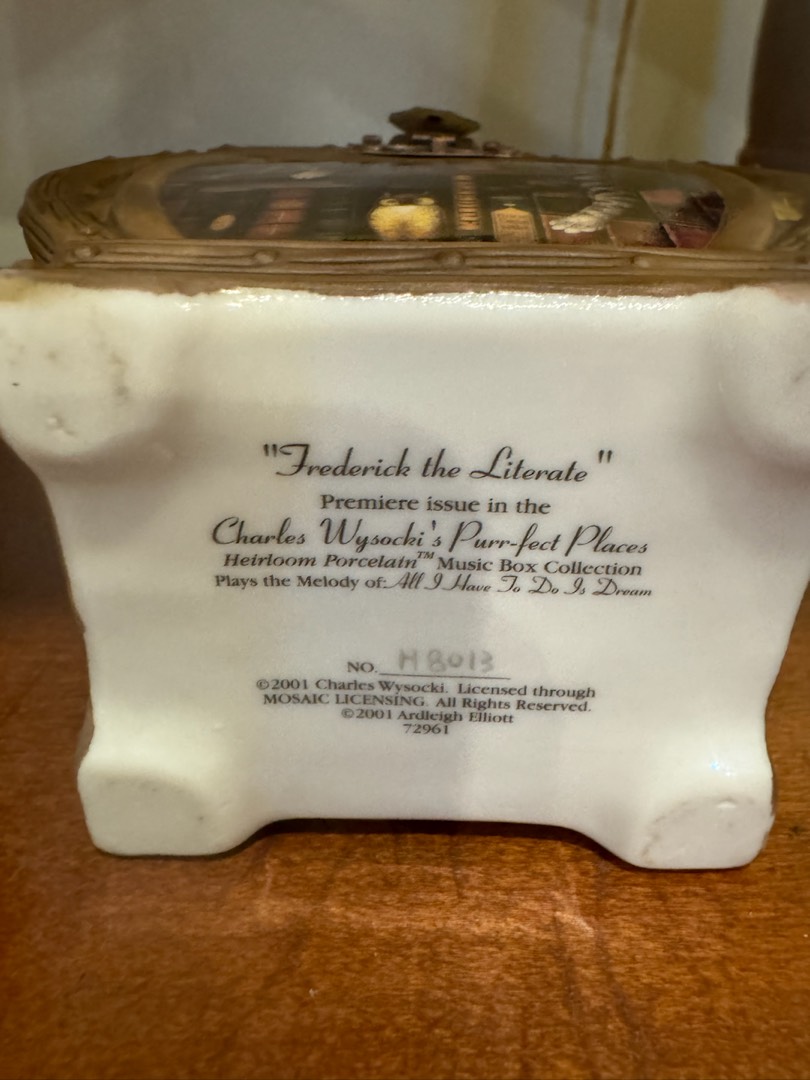 "Frederick the Literate"
Premiere issue in the
Charles Wysocki's Purr-fect Places
Heirloom Porcelain™ Music Box Collection
Plays the Melody of: All I Have To Do Is Dream
NO. H8013
©2001 Charles Wysocki. Licensed through
MOSAIC LICENSING. All Rights Reserved.
©2001 Ardleigh Elliott
72961